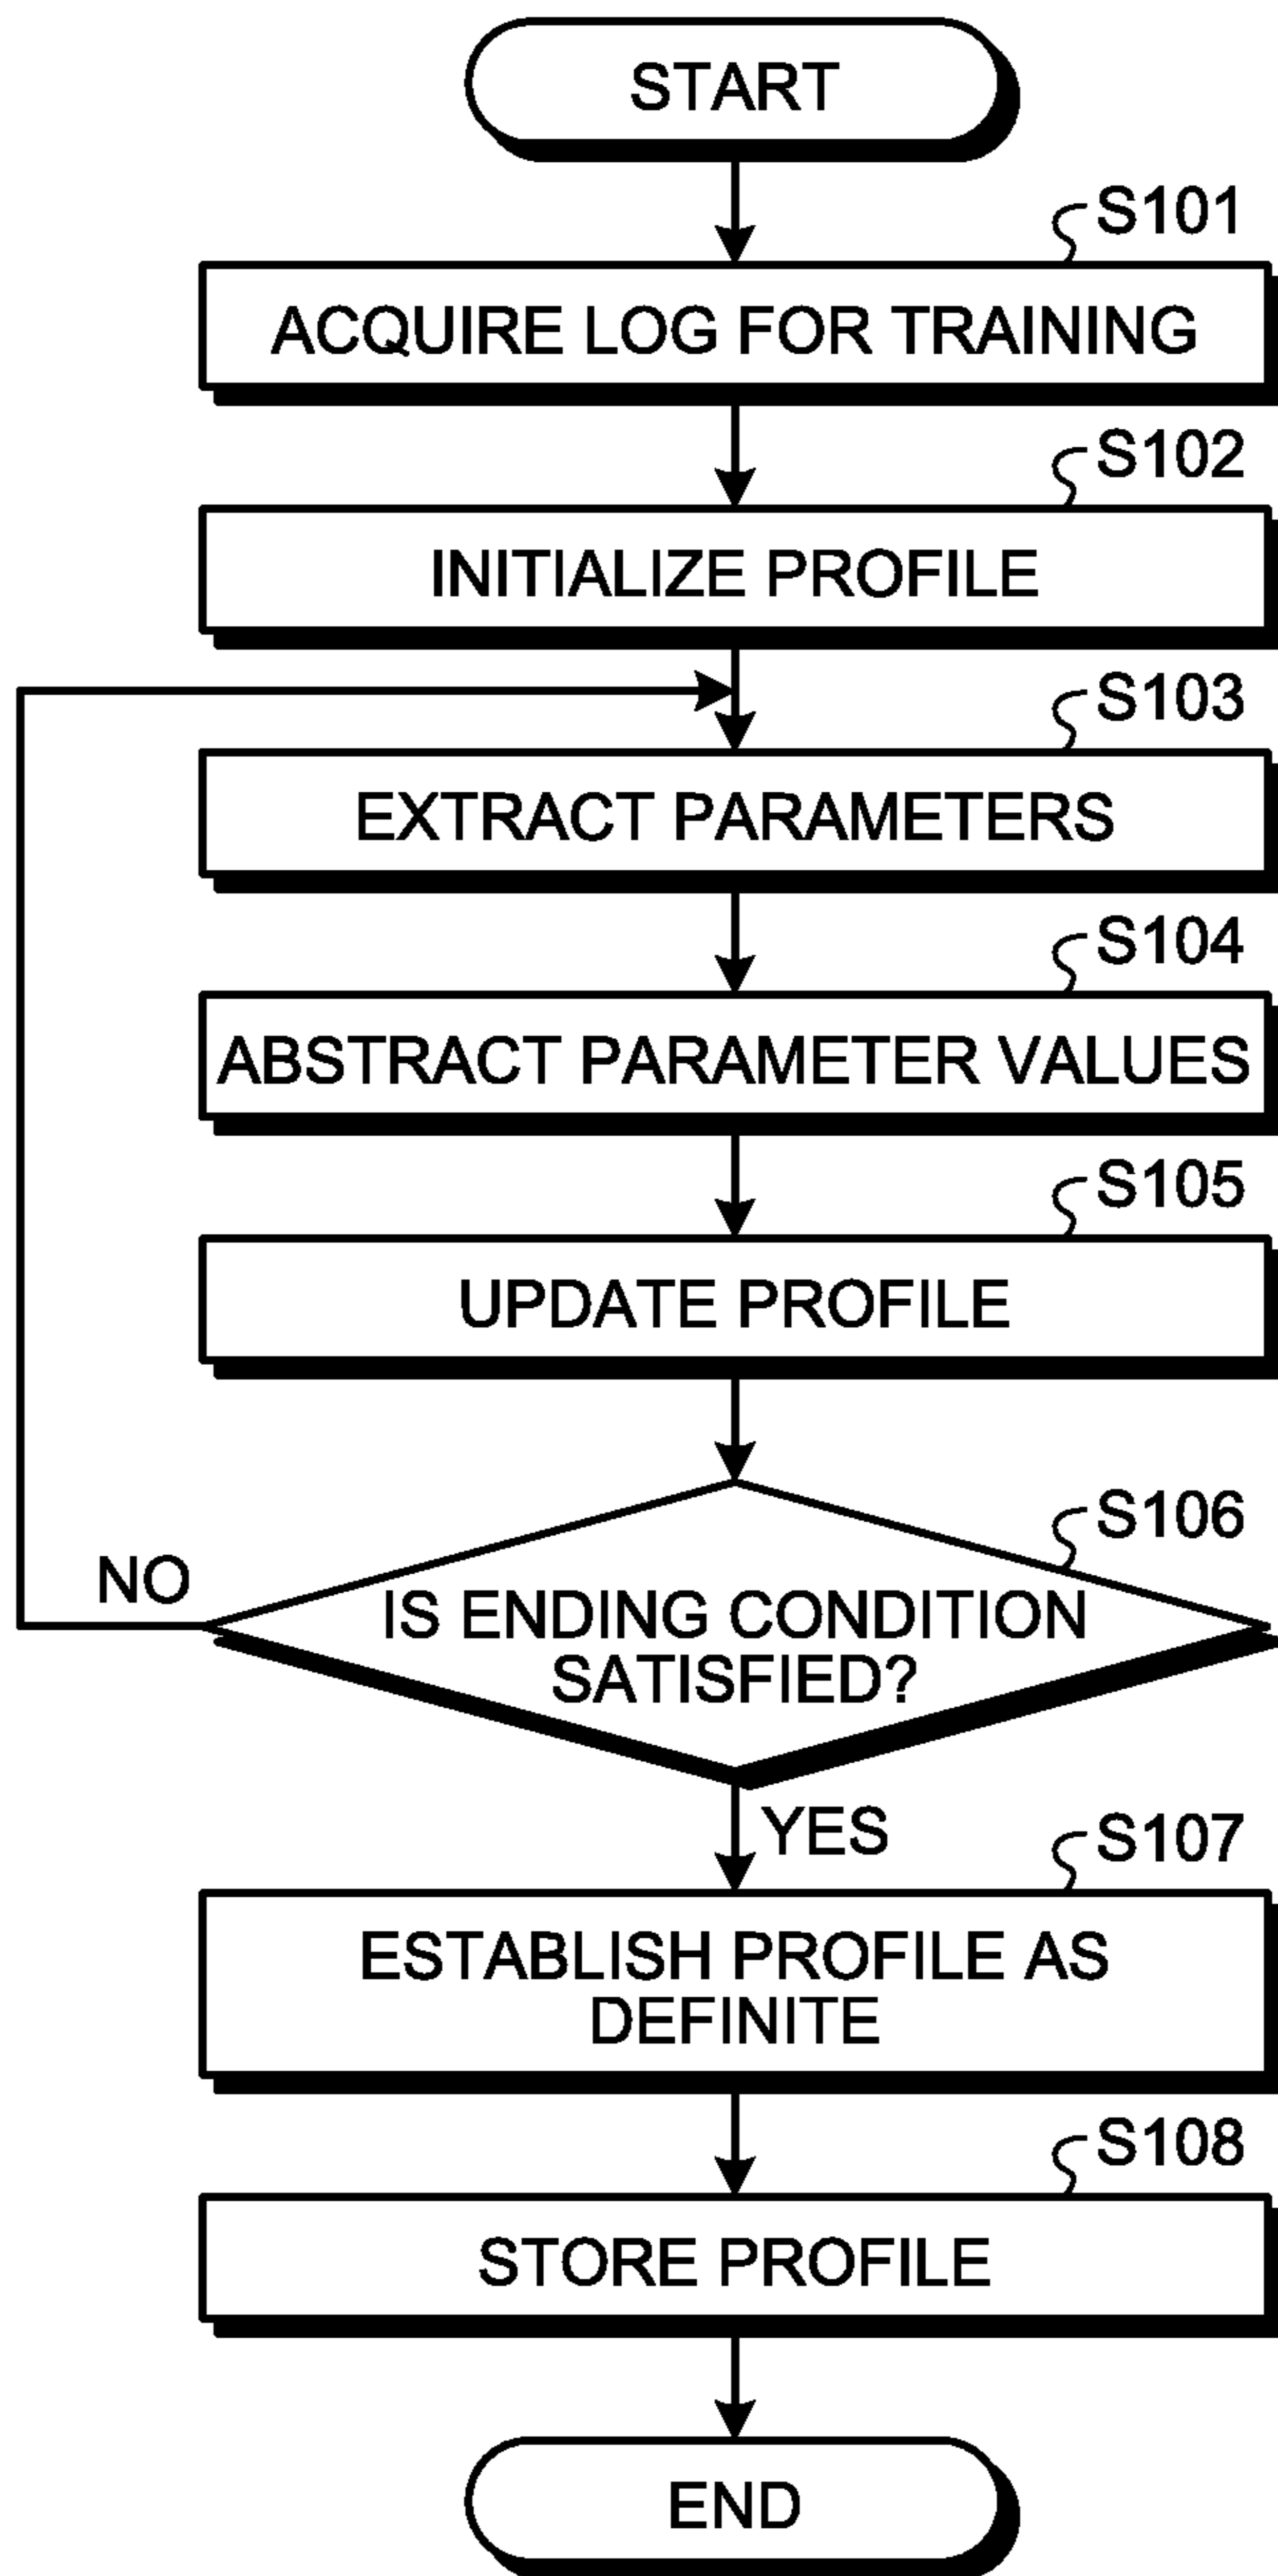 START
S101
ACQUIRE LOG FOR TRAINING
S102
INITIALIZE PROFILE
S103
EXTRACT PARAMETERS
S104
ABSTRACT PARAMETER VALUES
S105
UPDATE PROFILE
S106
NO
IS ENDING CONDITION
SATISFIED?
YES
S107
ESTABLISH PROFILE AS
DEFINITE
S108
STORE PROFILE
END